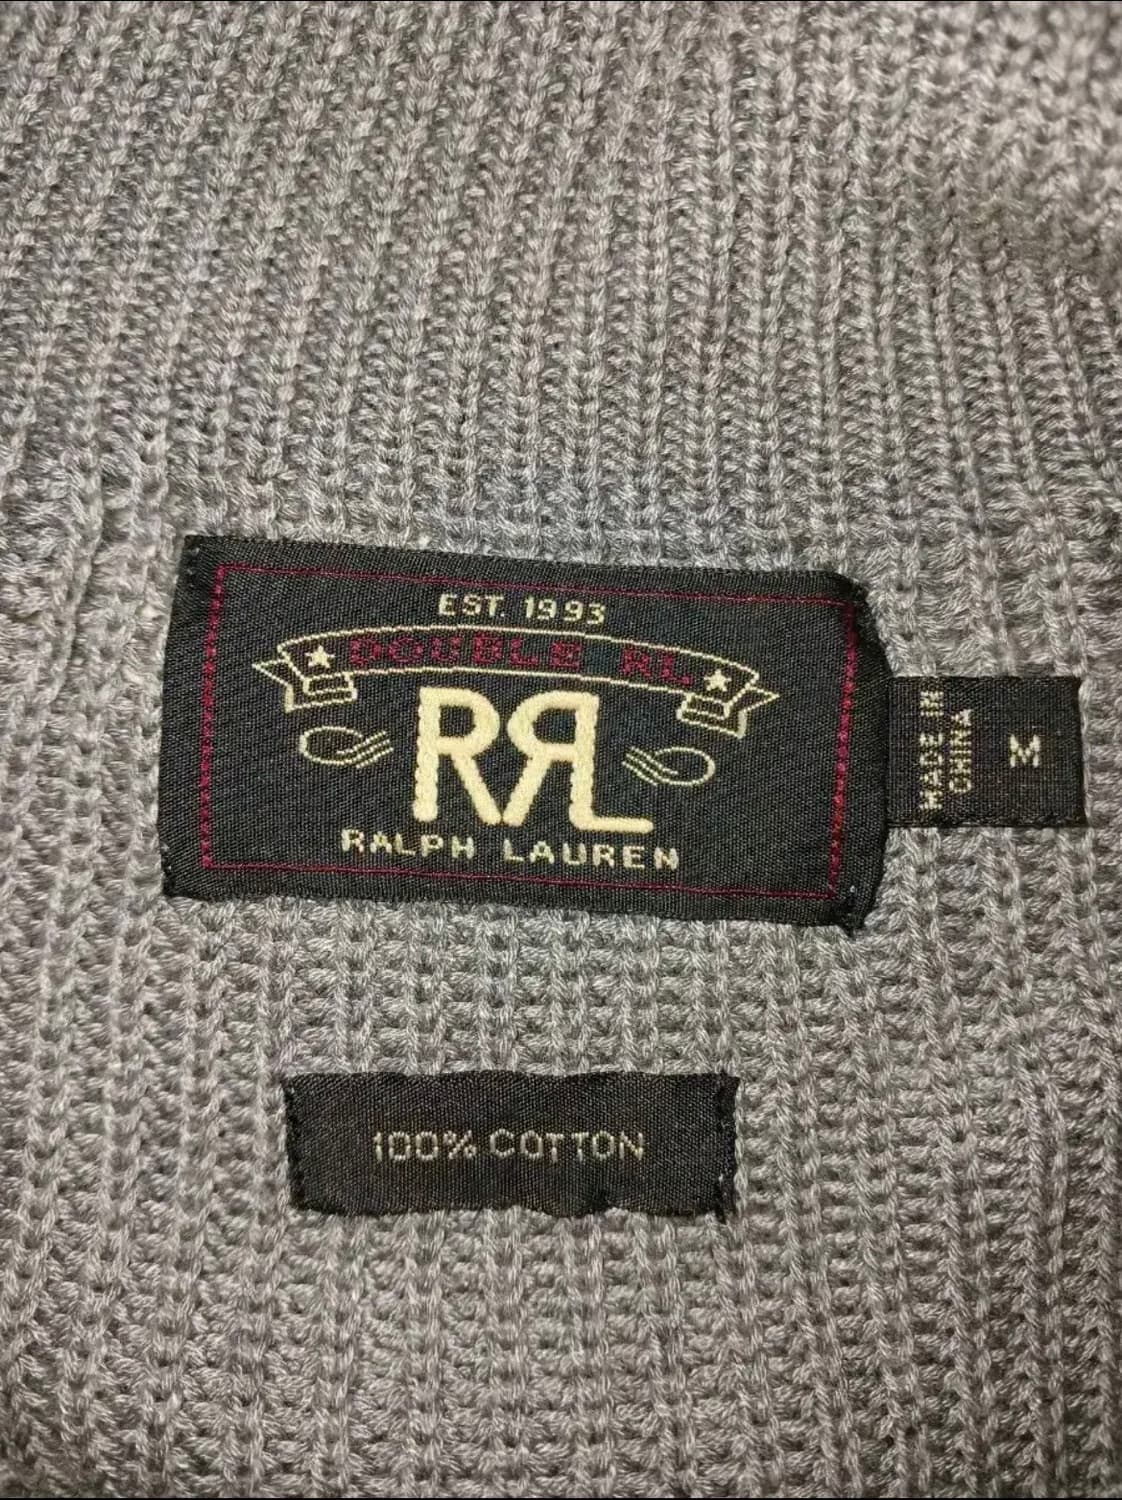 EST. 1993
DOUBLE RL
RRL
RALPH LAUREN
MADE IN
CHINA
M
100% COTTON